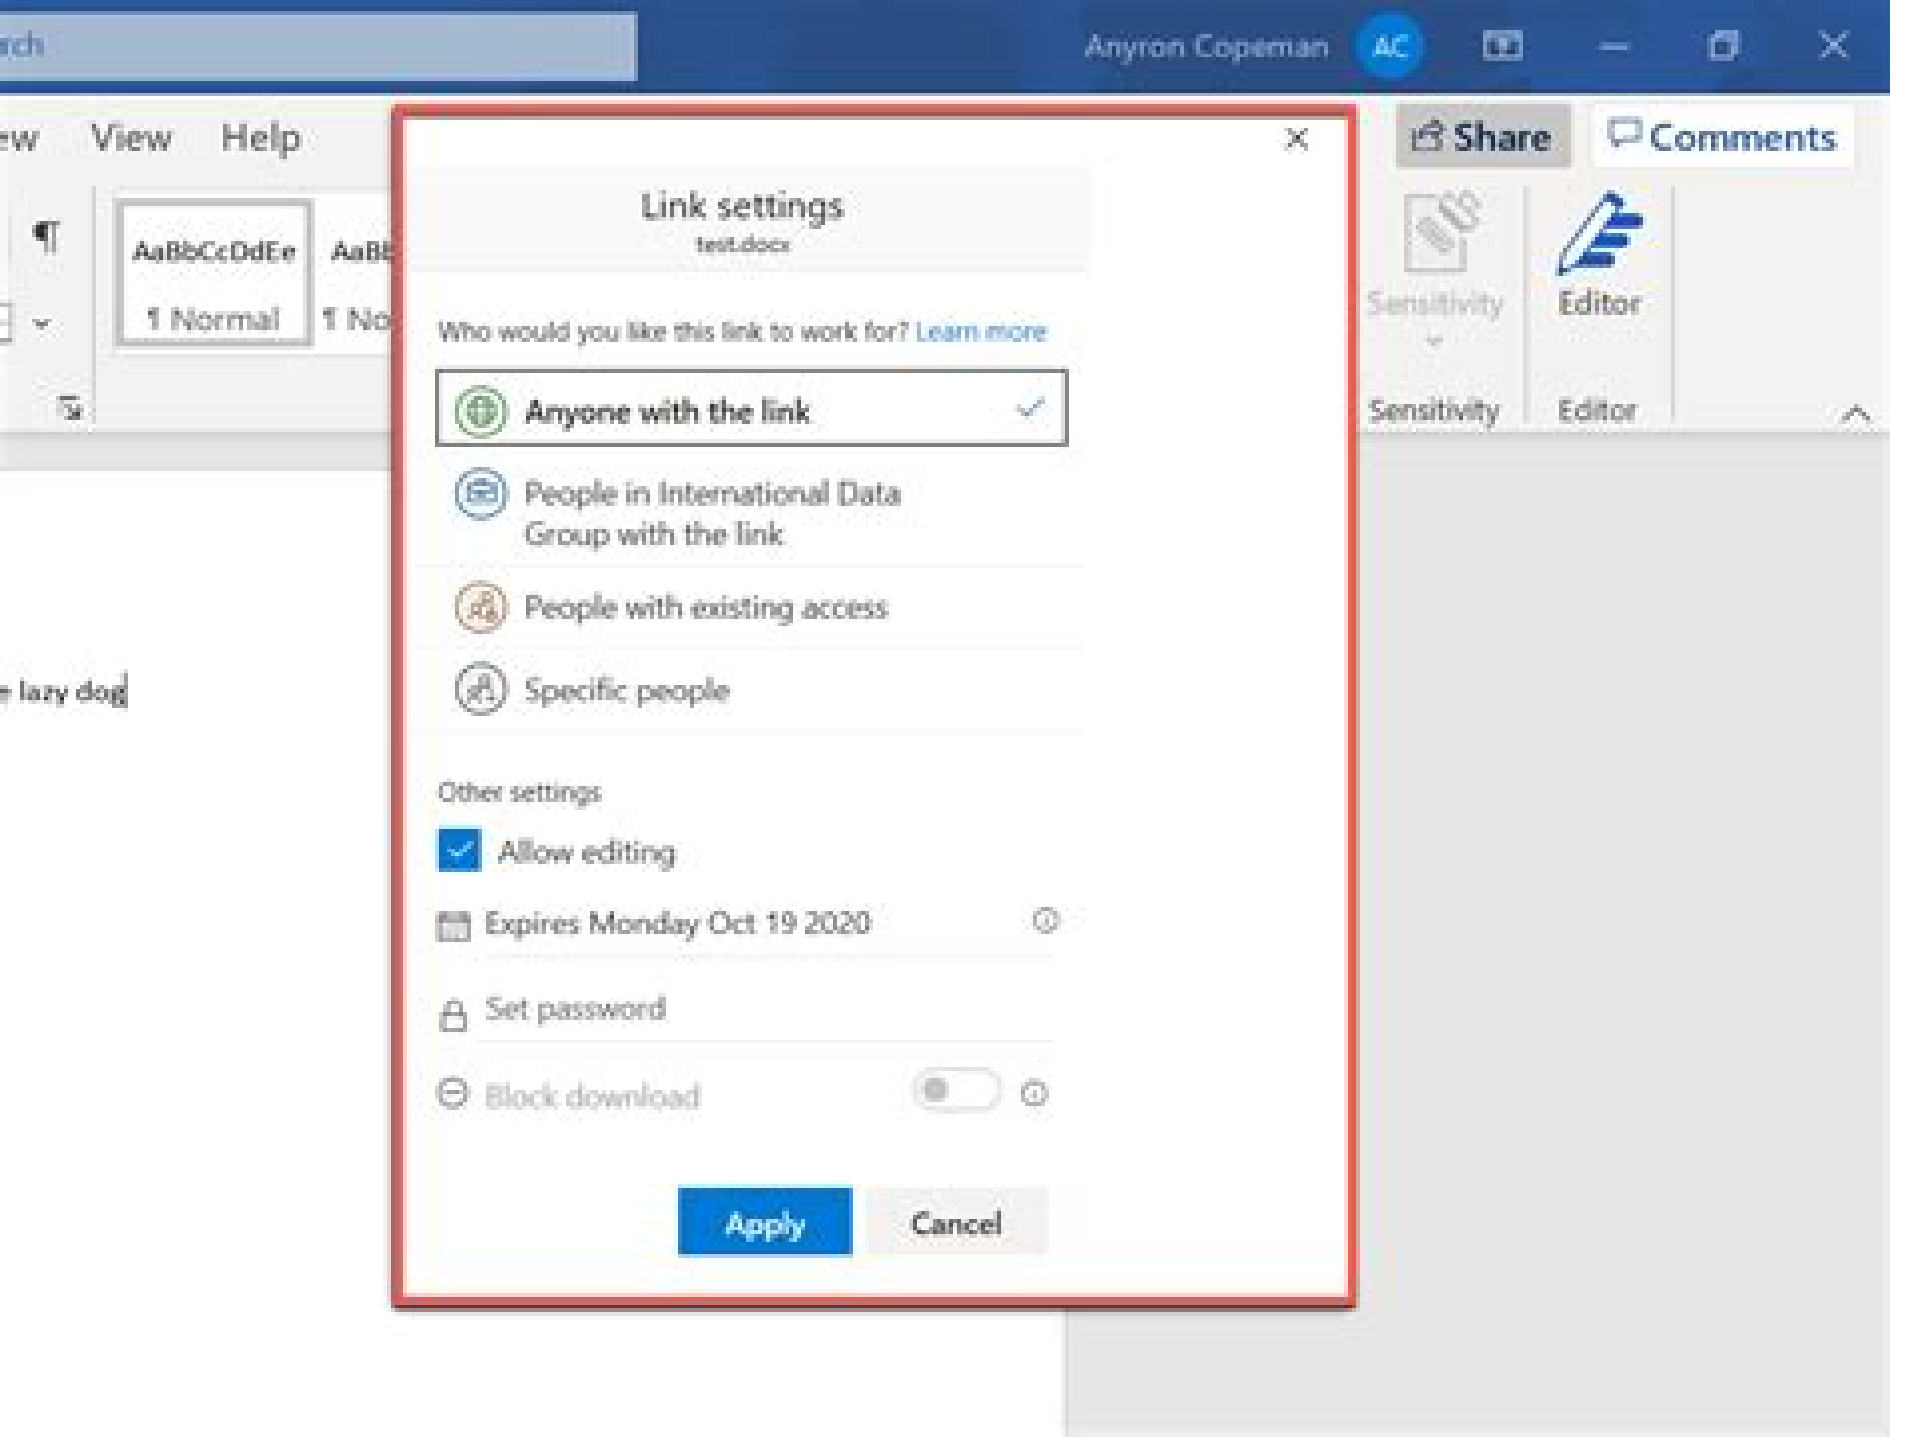 Anyron Copeman AC
View Help
Share Comments
AaBbCcDdEe
¶ Normal
Sensitivity
Editor
Sensitivity Editor
Link settings
test.docx
Who would you like this link to work for? Learn more
Anyone with the link
People in International Data
Group with the link
People with existing access
Specific people
lazy dog
Other settings
Allow editing
Expires Monday Oct 19 2020
Set password
Block download
Apply Cancel